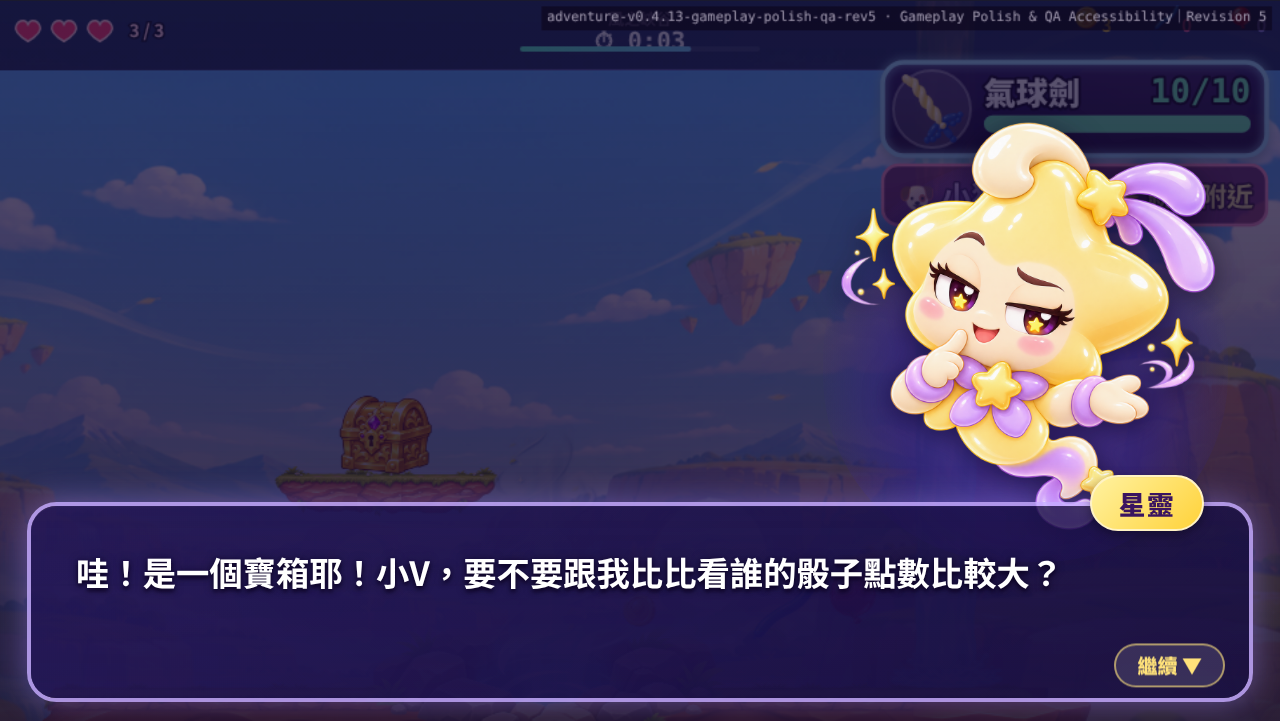 adventure-v0.4.13-gameplay-polish-qa-rev5 · Gameplay Polish & QA Accessibility│Revision 5
3/3
0:03
氣球劍
10/10
附近
星靈
哇！是一個寶箱耶！小V，要不要跟我比比看誰的骰子點數比較大？
繼續▼